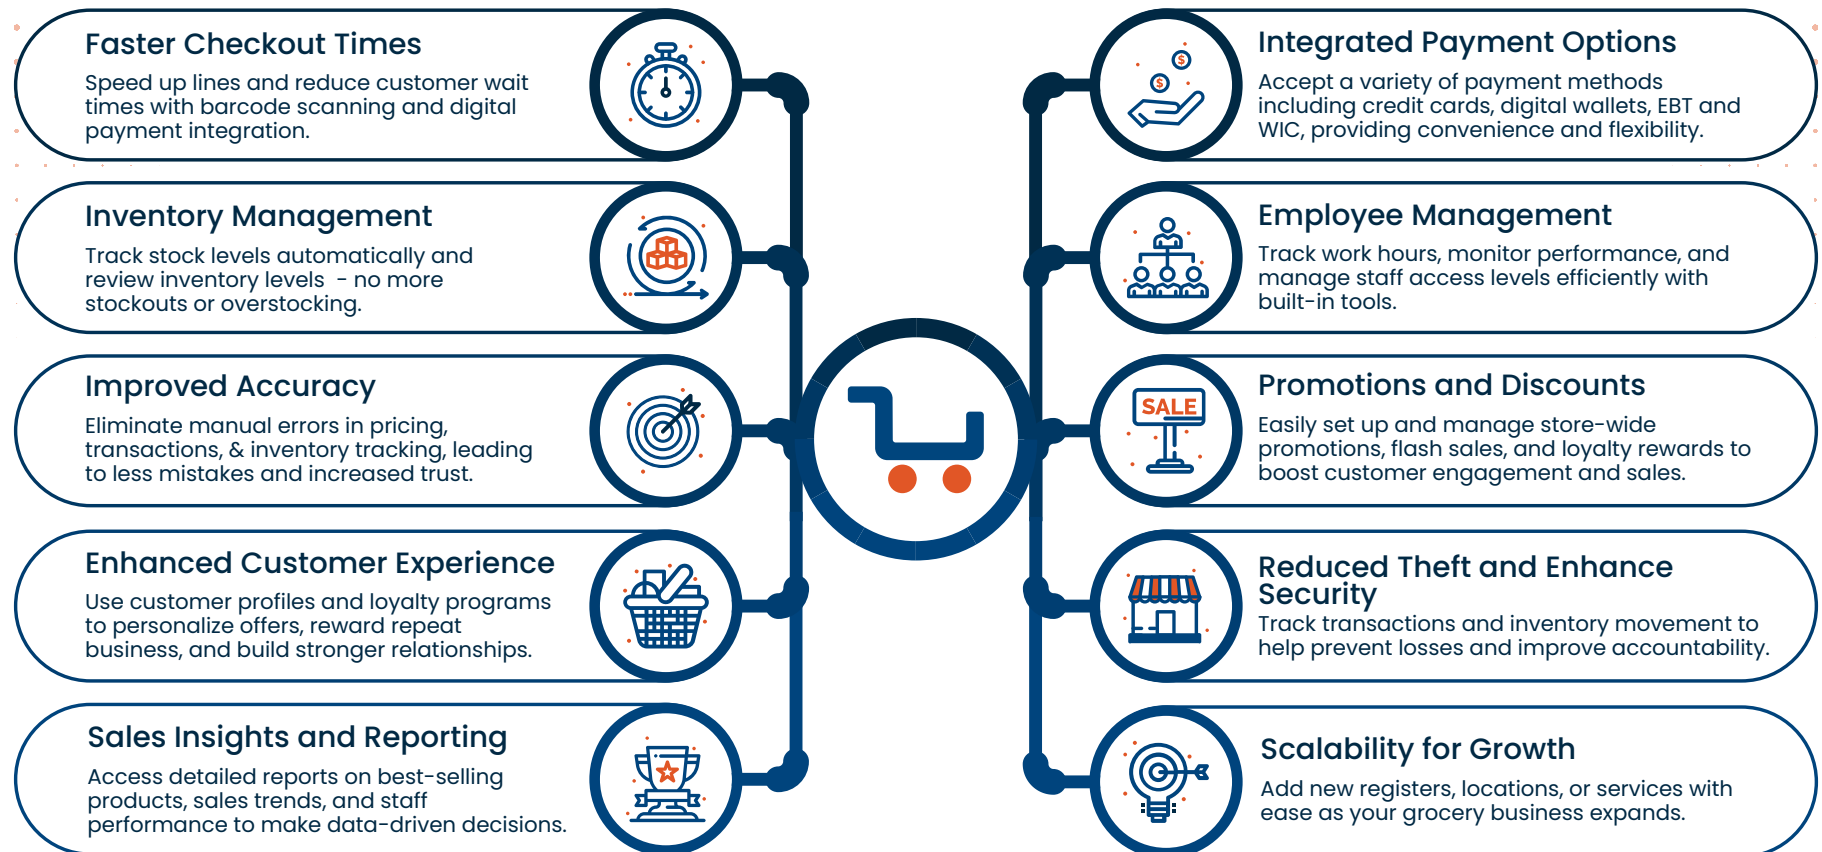 Faster Checkout Times
Speed up lines and reduce customer wait
times with barcode scanning and digital
payment integration.
Inventory Management
Track stock levels automatically and
review inventory levels - no more
stockouts or overstocking.
Improved Accuracy
Eliminate manual errors in pricing,
transactions, & inventory tracking, leading
to less mistakes and increased trust.
Enhanced Customer Experience
Use customer profiles and loyalty programs
to personalize offers, reward repeat
business, and build stronger relationships.
Sales Insights and Reporting
Access detailed reports on best-selling
products, sales trends, and staff
performance to make data-driven decisions.
$
$
Integrated Payment Options
Accept a variety of payment methods
including credit cards, digital wallets, EBT and
WIC, providing convenience and flexibility.
Employee Management
Track work hours, monitor performance, and
manage staff access levels efficiently with
built-in tools.
SALE
Promotions and Discounts
Easily set up and manage store-wide
promotions, flash sales, and loyalty rewards to
boost customer engagement and sales.
Reduced Theft and Enhance
Security
Track transactions and inventory movement to
help prevent losses and improve accountability.
Scalability for Growth
Add new registers, locations, or services with
ease as your grocery business expands.